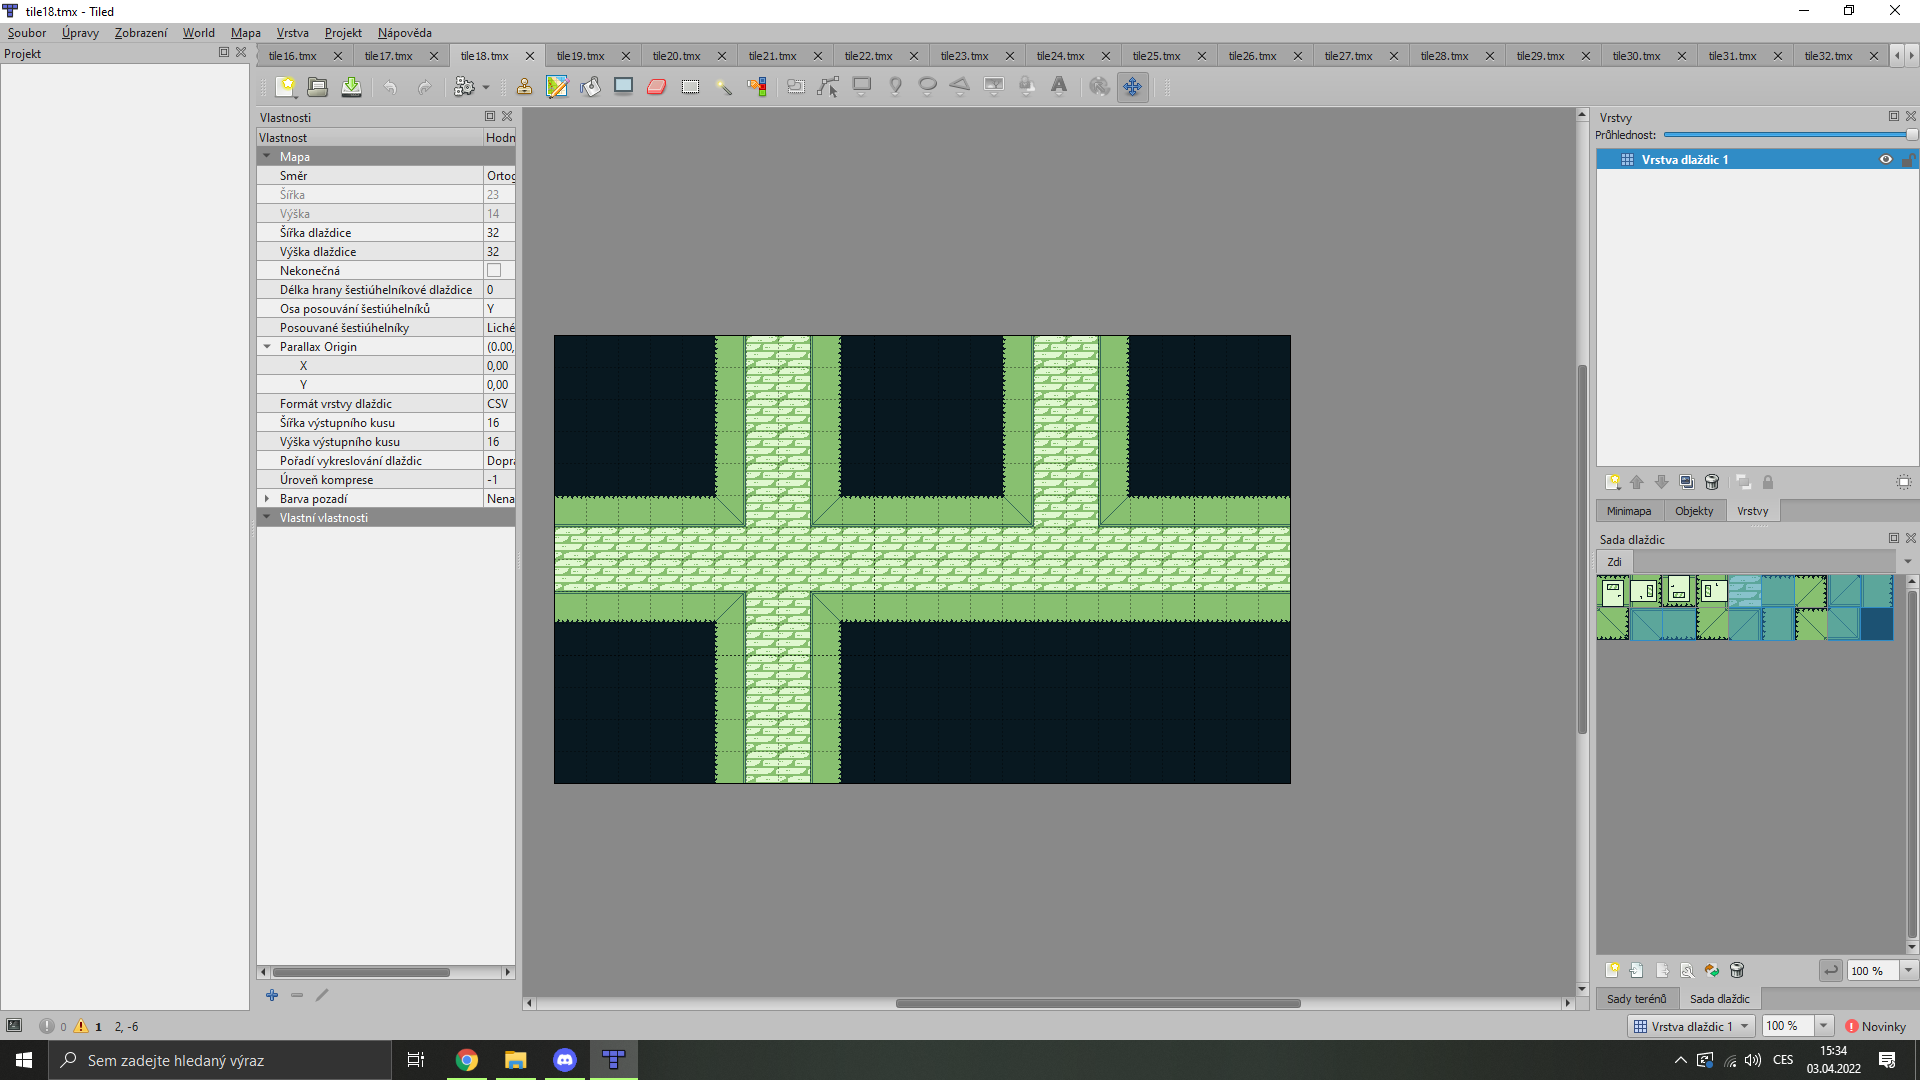 tile18.tmx - Tiled
Soubor Úpravy Zobrazení World Mapa Vrstva Projekt Nápověda
Projekt
tile16.tmx tile17.tmx tile18.tmx tile19.tmx tile20.tmx tile21.tmx tile22.tmx tile23.tmx tile24.tmx tile25.tmx tile26.tmx tile27.tmx tile28.tmx tile29.tmx tile30.tmx tile31.tmx tile32.tmx
Vlastnosti
Vlastnost Hodn
Mapa
Směr Ortog
Šířka 23
Výška 14
Šířka dlaždice 32
Výška dlaždice 32
Nekonečná
Délka hrany šestiúhelníkové dlaždice 0
Osa posouvání šestiúhelníků Y
Posouvané šestiúhelníky Liché
Parallax Origin (0.00,
X 0,00
Y 0,00
Formát vrstvy dlaždic CSV
Šířka výstupního kusu 16
Výška výstupního kusu 16
Pořadí vykreslování dlaždic Dopra
Úroveň komprese -1
Barva pozadí Nena
Vlastní vlastnosti
Vrstvy
Průhlednost:
Vrstva dlaždic 1
Minimapa Objekty Vrstvy
Sada dlaždic
Zdi
100 %
Sady terénů Sada dlaždic
0 1 2, -6
Vrstva dlaždic 1 100 % Novinky
Sem zadejte hledaný výraz
CES
15:34
03.04.2022